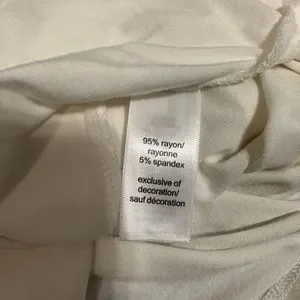 95% rayon/
rayonne
5% spandex
exclusive of
decoration/
sauf décoration